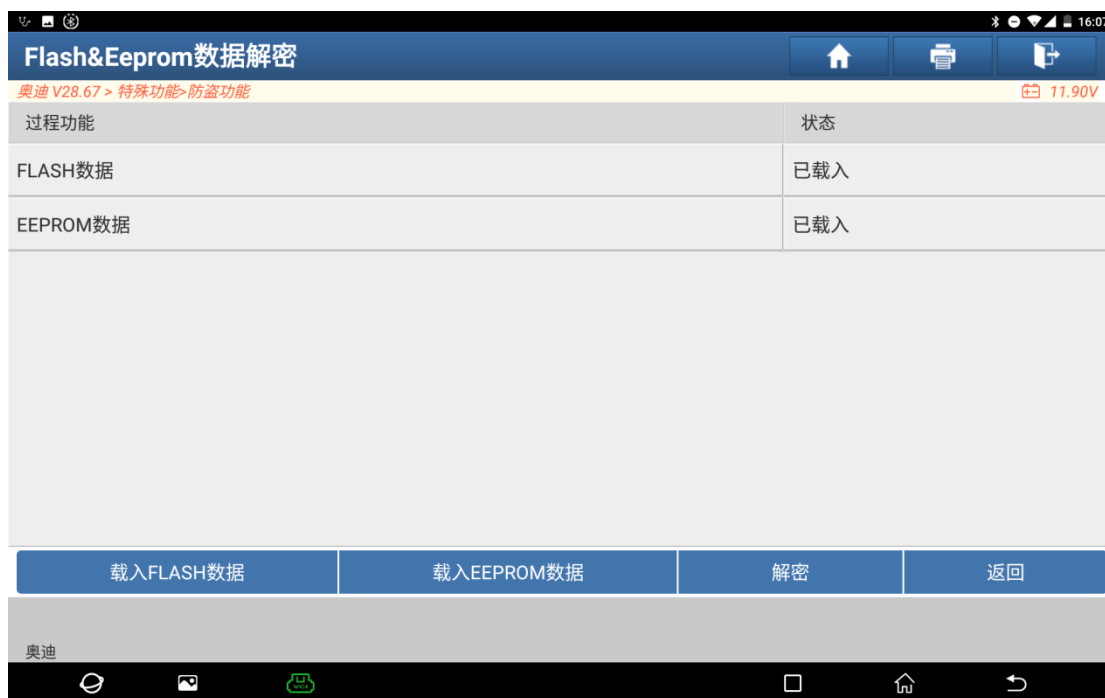 16:07
Flash&Eeprom数据解密
奥迪 V28.67 > 特殊功能>防盗功能
11.90V
过程功能 状态
FLASH数据 已载入
EEPROM数据 已载入
载入FLASH数据 载入EEPROM数据 解密 返回
奥迪
VCI